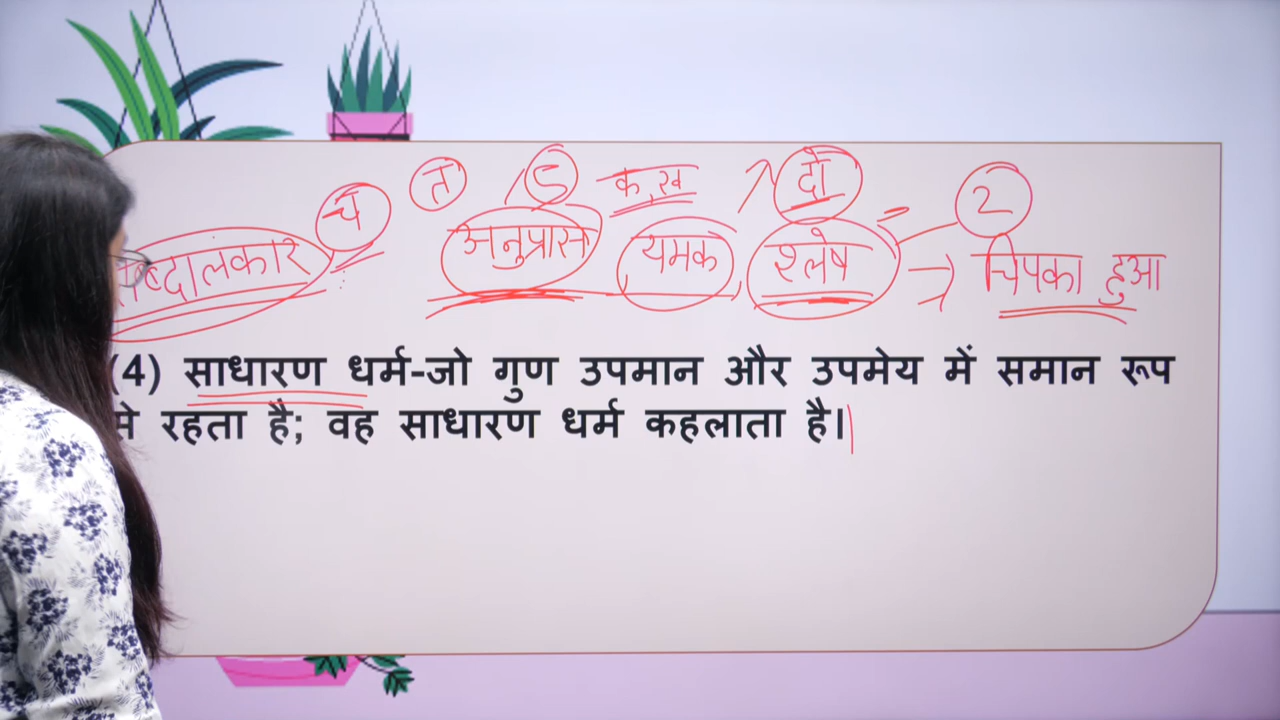 च त 5 क, ख दो 2
शब्दालंकार अनुप्रास यमक श्लेष → चिपका हुआ
(4) साधारण धर्म-जो गुण उपमान और उपमेय में समान रूप
से रहता है; वह साधारण धर्म कहलाता है।